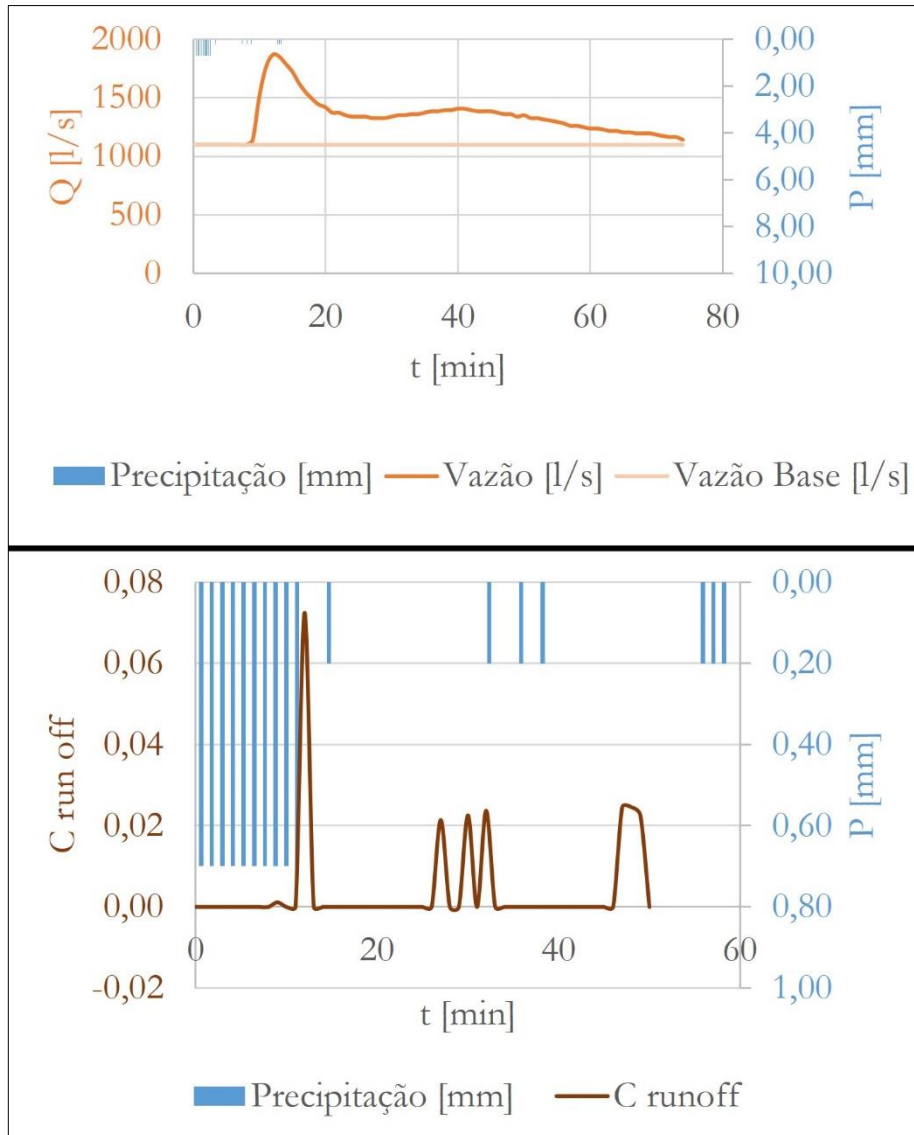 2000
1500
1000
500
0
Q [l/s]
0,00
2,00
4,00
6,00
8,00
10,00
P [mm]
0 20 40 60 80
t [min]
Precipitação [mm] Vazão [l/s] Vazão Base [l/s]
0,08
0,06
0,04
0,02
0,00
-0,02
C run off
0,00
0,20
0,40
0,60
0,80
1,00
P [mm]
0 20 40 60
t [min]
Precipitação [mm] C runoff